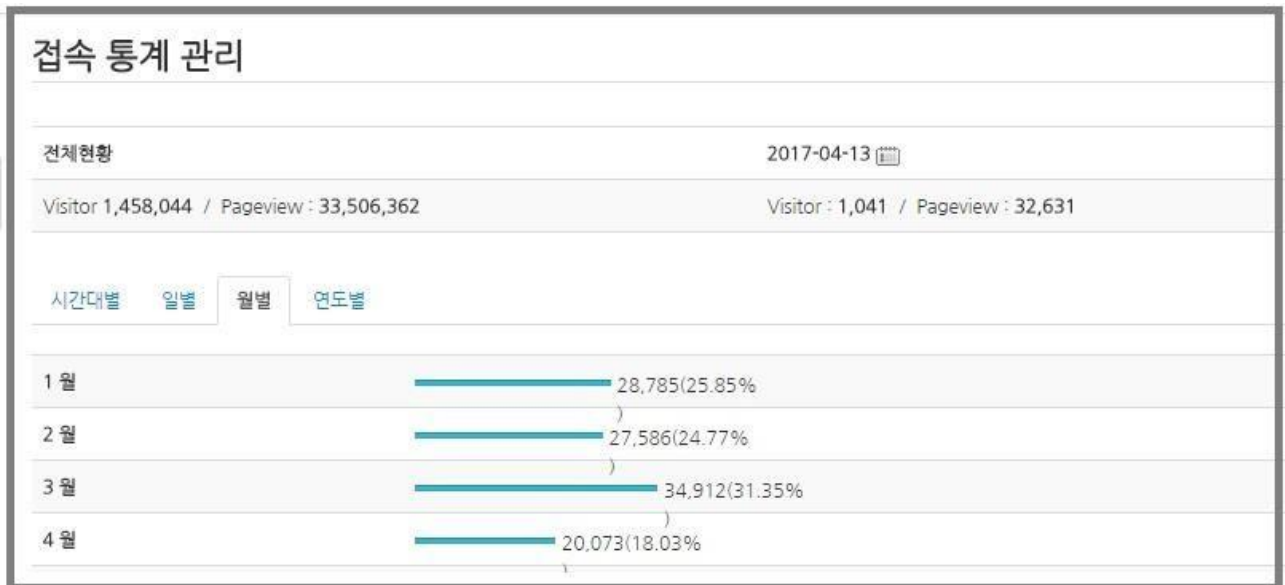 접속 통계 관리
전체현황 2017-04-13
Visitor 1,458,044 / Pageview : 33,506,362 Visitor : 1,041 / Pageview : 32,631
시간대별 일별 월별 연도별
1 월 28,785(25.85%
)
2 월 27,586(24.77%
)
3 월 34,912(31.35%
)
4 월 20,073(18.03%
)